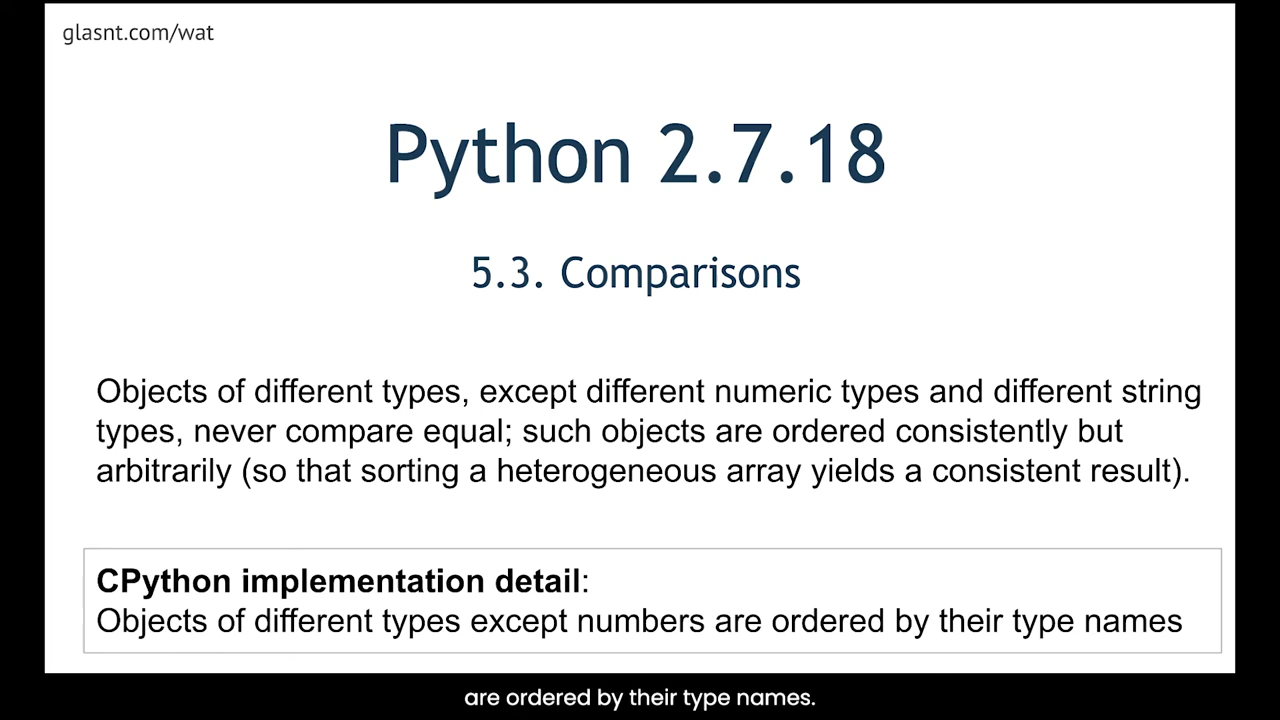 glasnt.com/wat
Python 2.7.18
5.3. Comparisons
Objects of different types, except different numeric types and different string
types, never compare equal; such objects are ordered consistently but
arbitrarily (so that sorting a heterogeneous array yields a consistent result).
CPython implementation detail:
Objects of different types except numbers are ordered by their type names
are ordered by their type names.